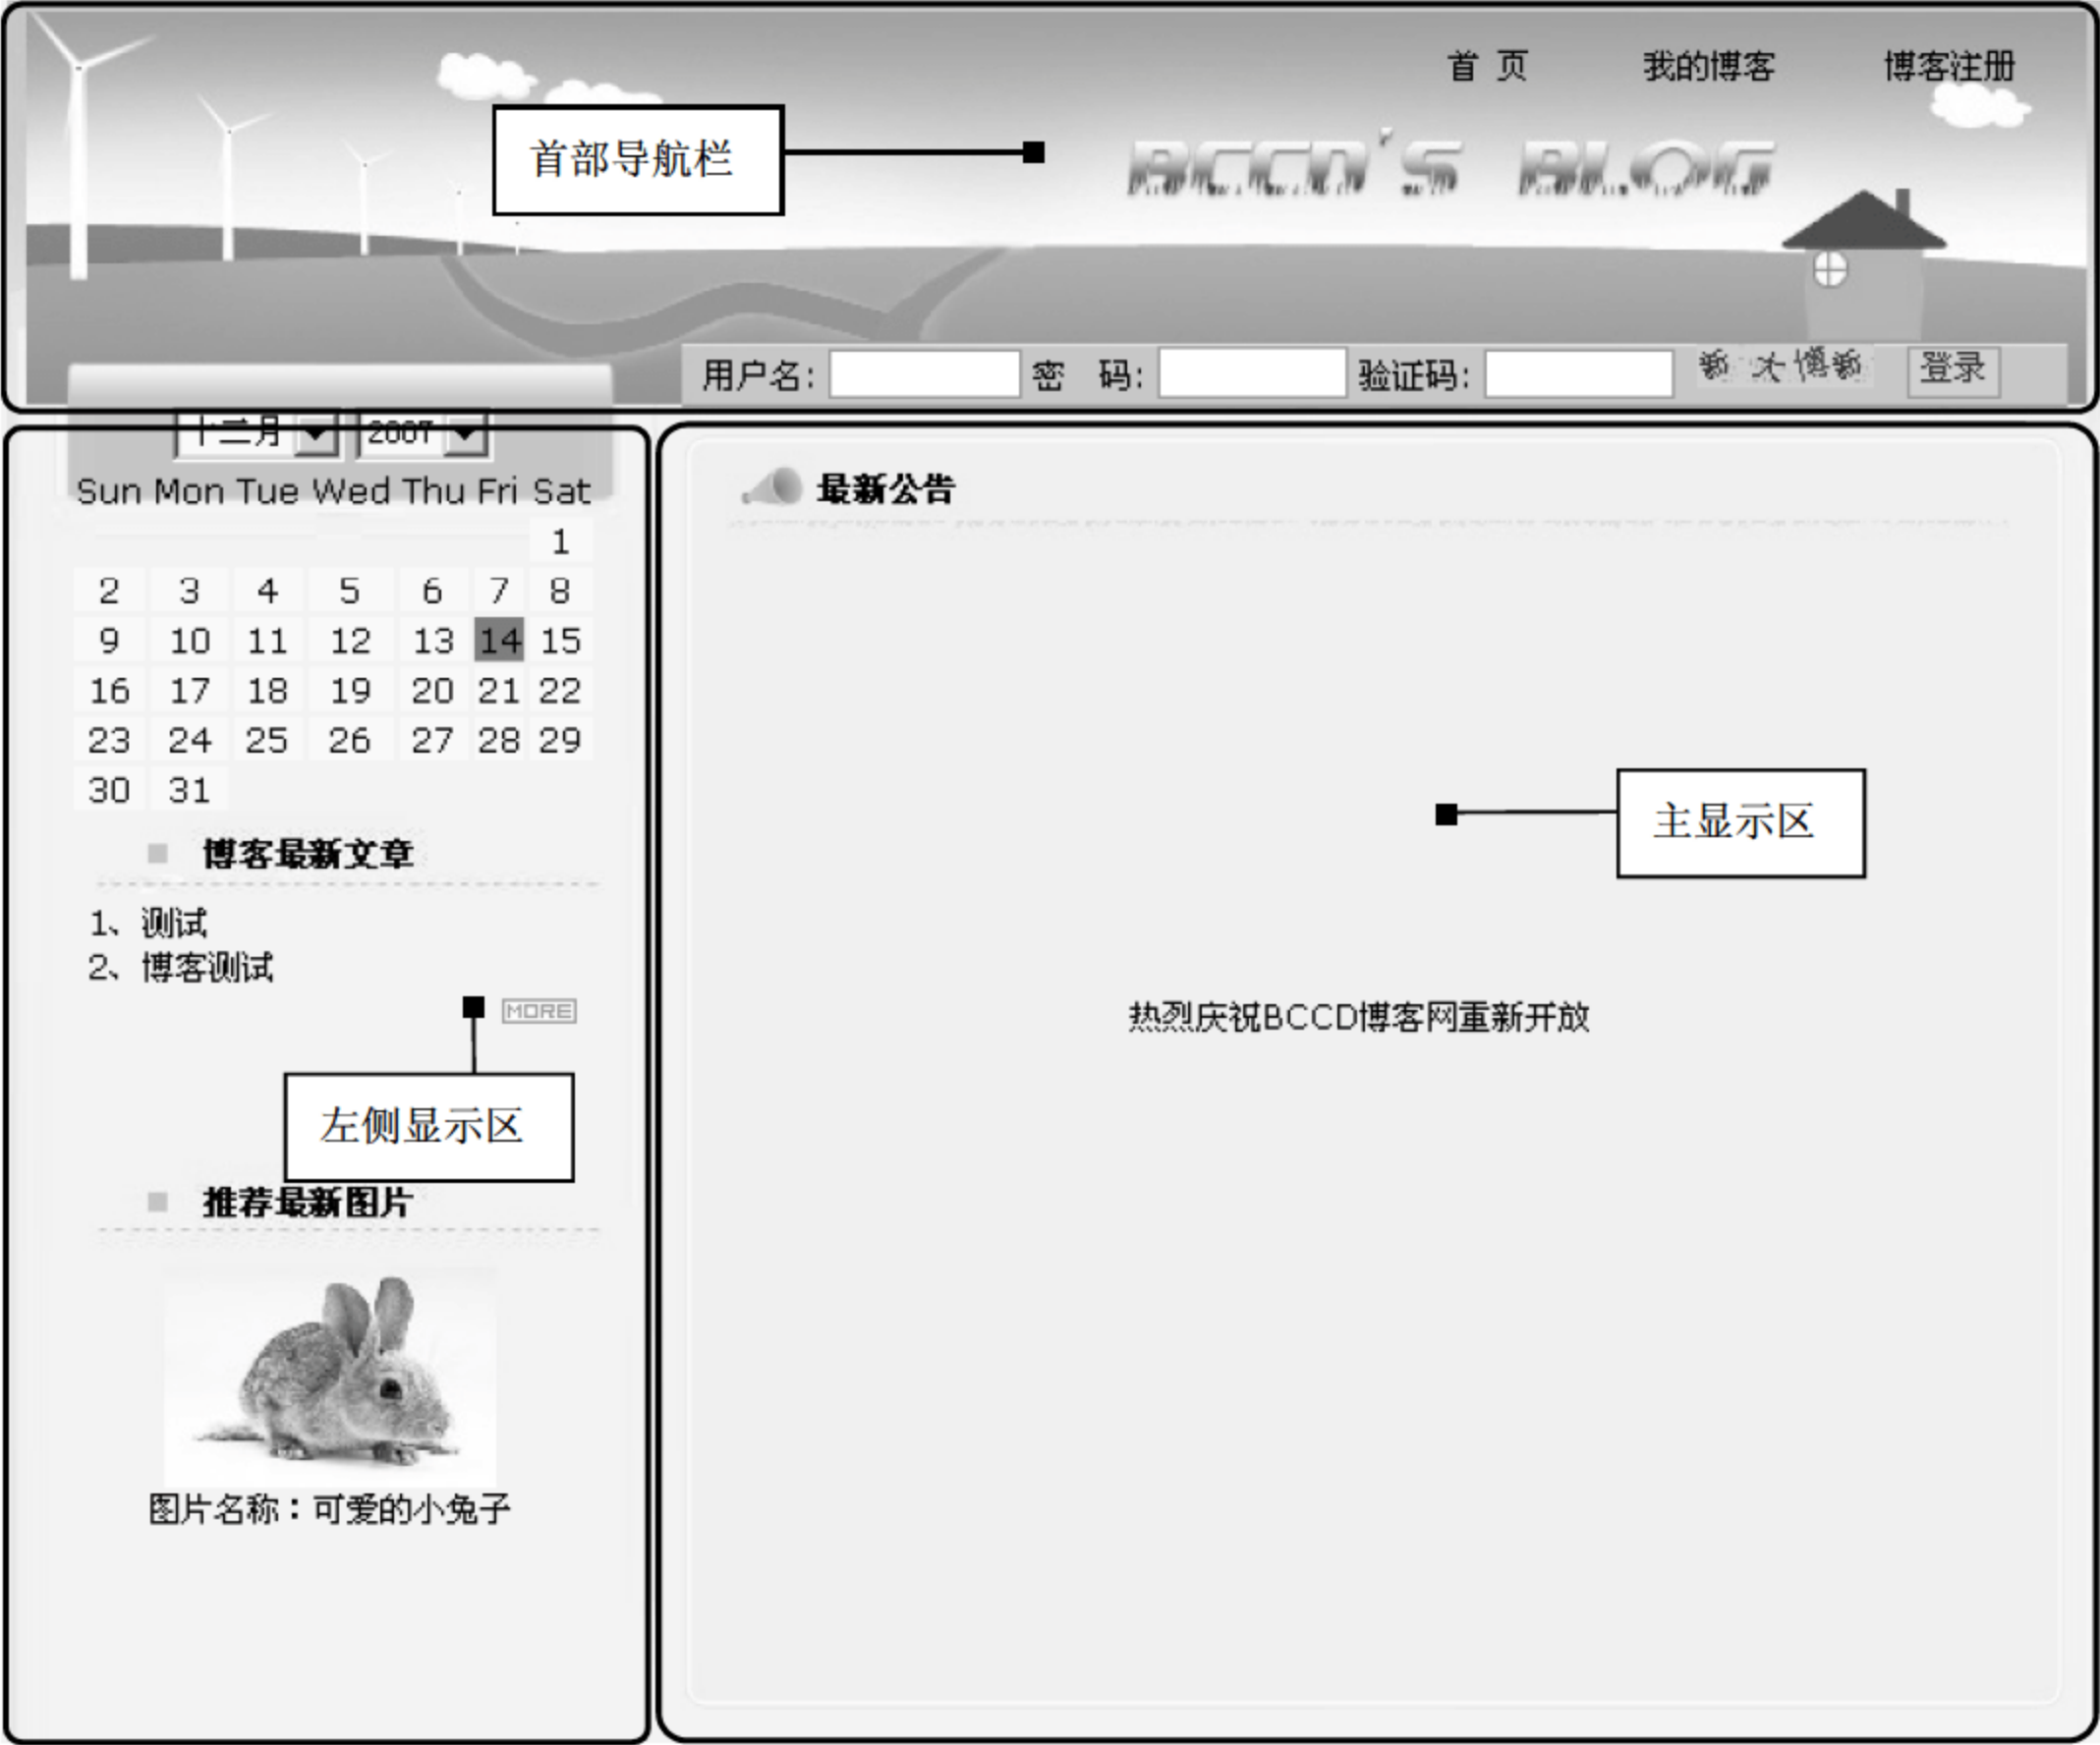 首 页 我的博客 博客注册
首部导航栏
BCCD'S BLOG
用户名: 密 码: 验证码: 登录
十二月 2007
Sun Mon Tue Wed Thu Fri Sat
1
2 3 4 5 6 7 8
9 10 11 12 13 14 15
16 17 18 19 20 21 22
23 24 25 26 27 28 29
30 31
博客最新文章
1、测试
2、博客测试
MORE
左侧显示区
推荐最新图片
图片名称：可爱的小兔子
最新公告
主显示区
热烈庆祝BCCD博客网重新开放